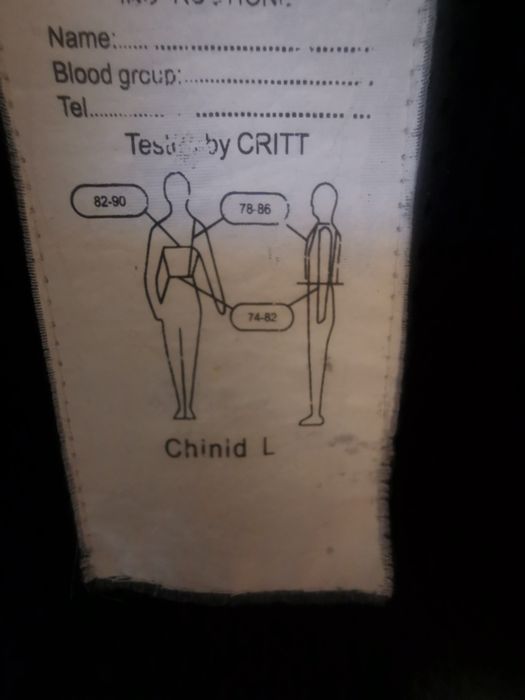 Name:...... ....................................... ................
Blood group:............................................. .
Tel.............. ........................................ ...
by CRITT
82-90
78-86
74-82
Chinid L